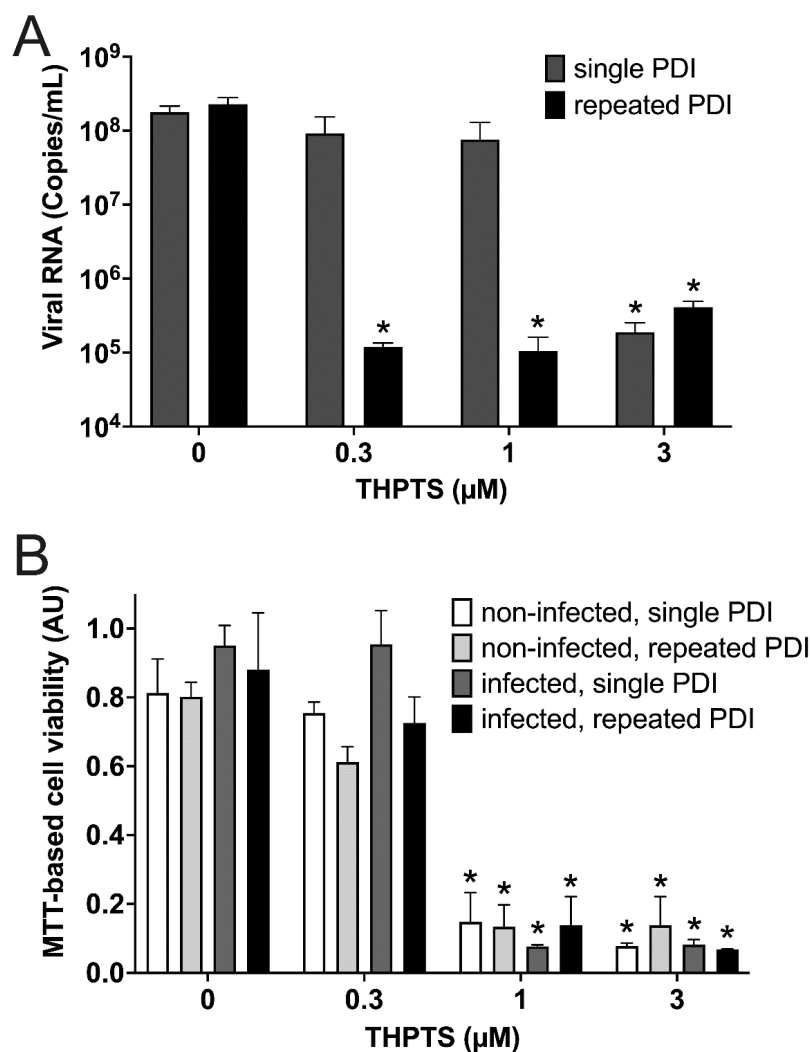 A
Viral RNA (Copies/mL)
10⁹
10⁸
10⁷
10⁶
10⁵
10⁴
single PDI
repeated PDI
*
*
*
*
0 0.3 1 3
THPTS (µM)
B
MTT-based cell viability (AU)
1.0
0.8
0.6
0.4
0.2
0.0
non-infected, single PDI
non-infected, repeated PDI
infected, single PDI
infected, repeated PDI
* * * * * * * *
0 0.3 1 3
THPTS (µM)